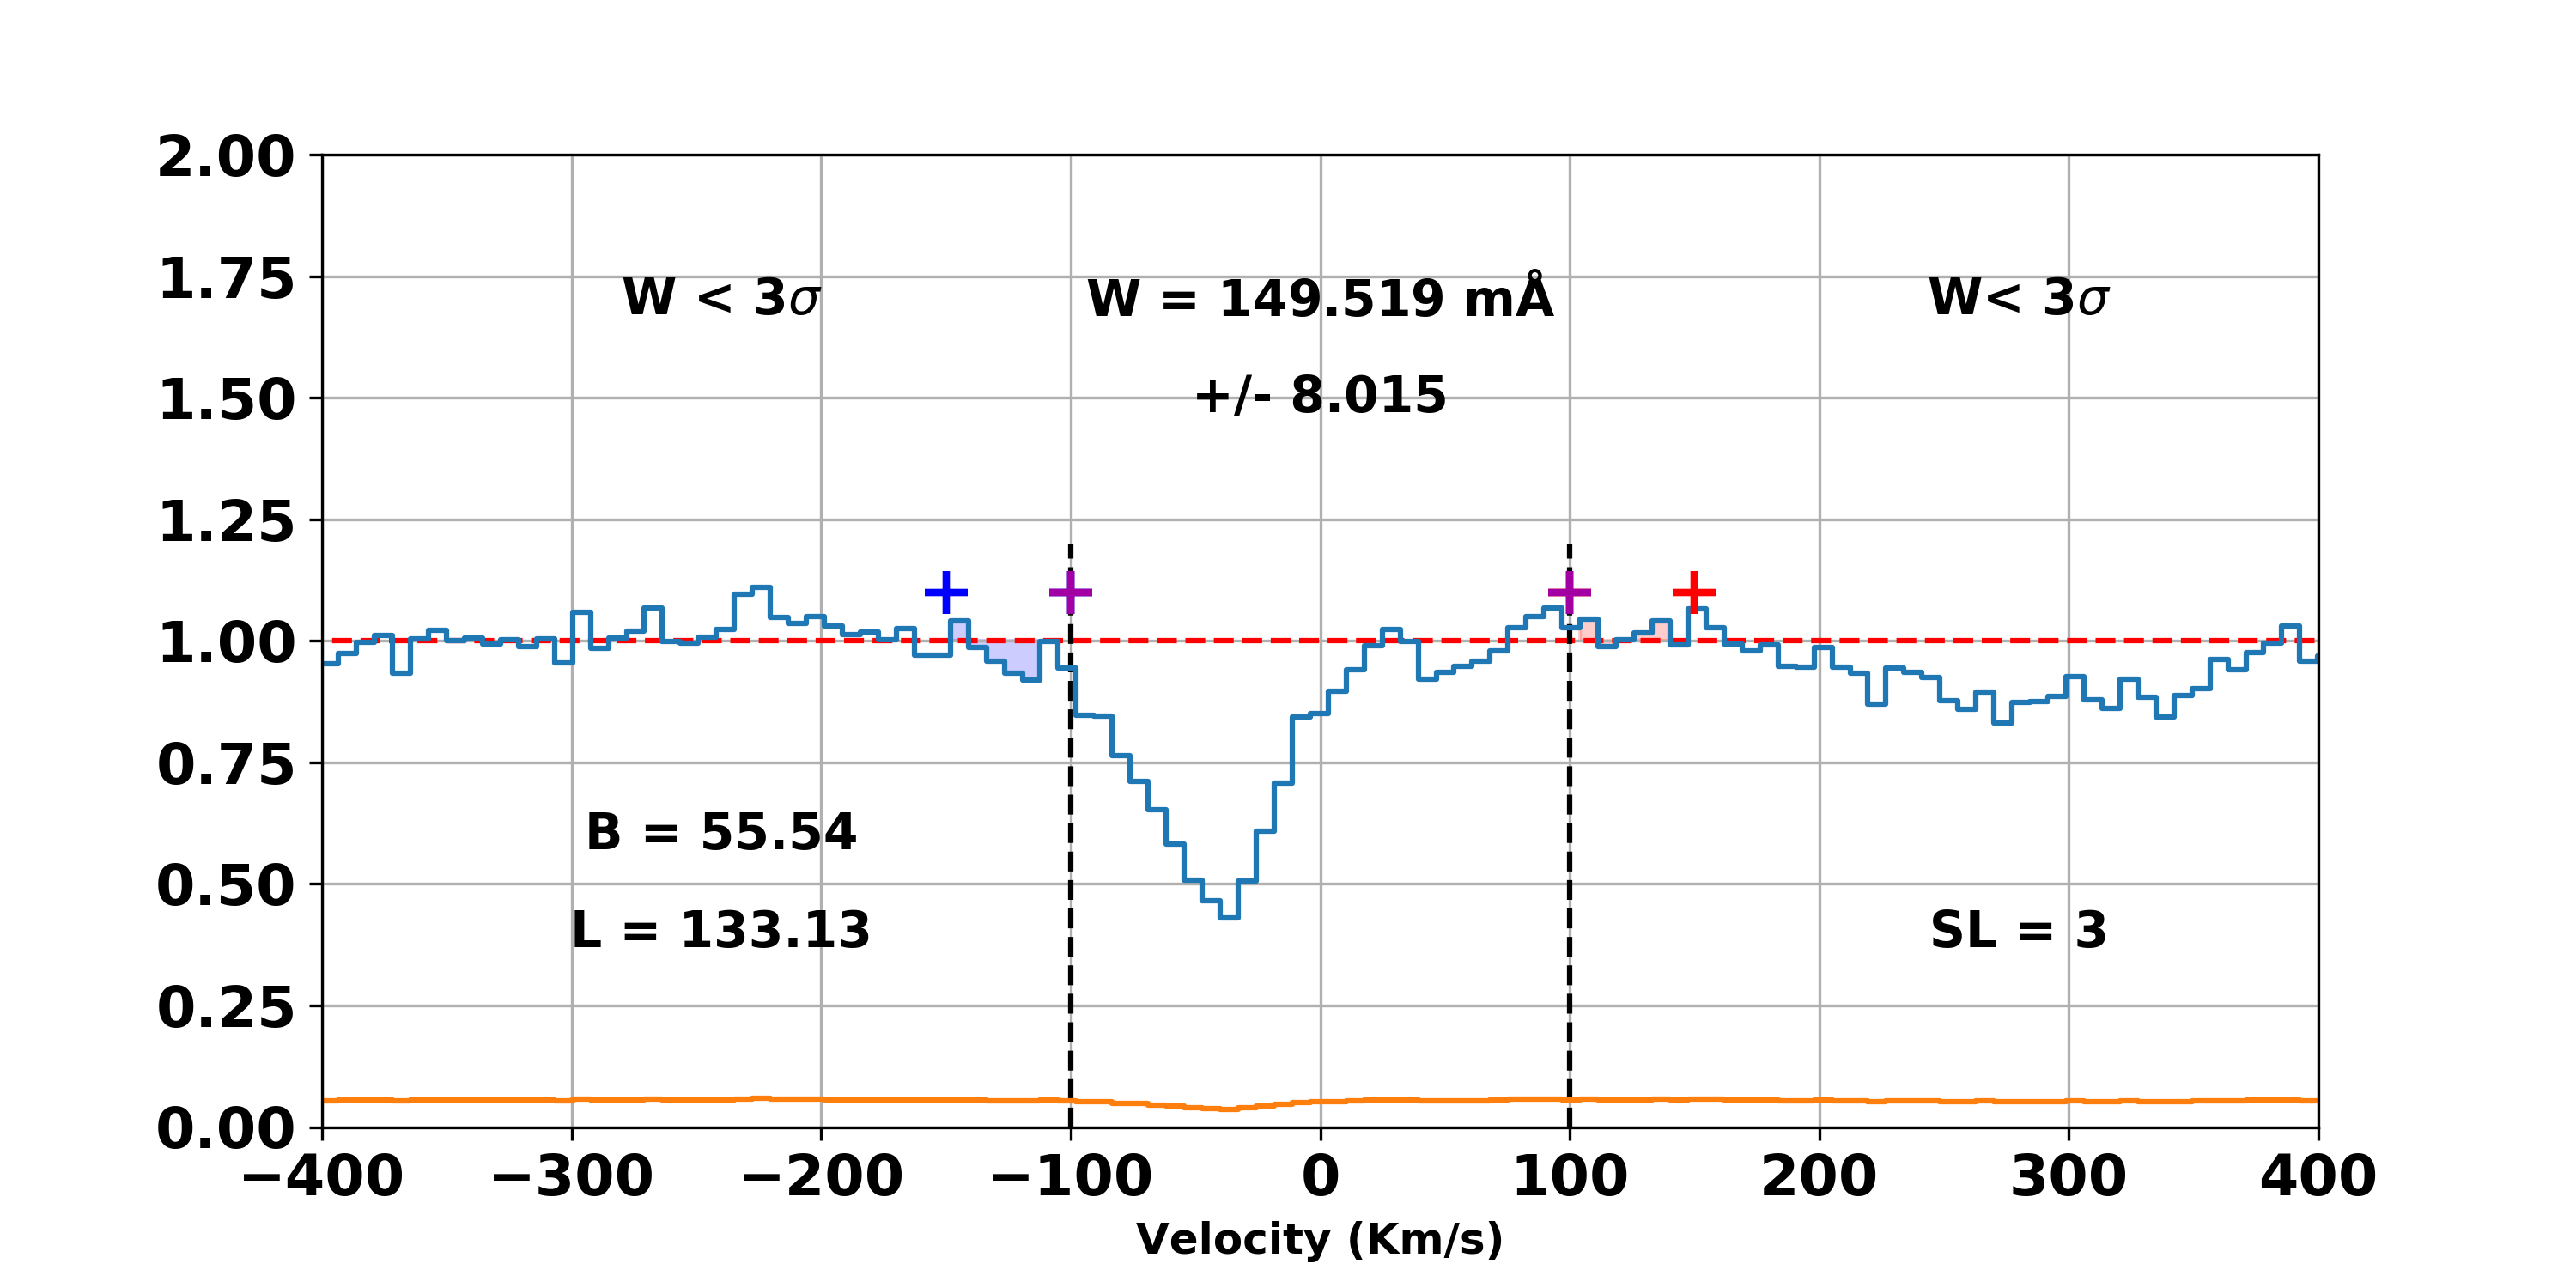 2.00
1.75
1.50
1.25
1.00
0.75
0.50
0.25
0.00
W < 3σ
W = 149.519 mÅ
+/- 8.015
W< 3σ
B = 55.54
L = 133.13
SL = 3
−400 −300 −200 −100 0 100 200 300 400
Velocity (Km/s)